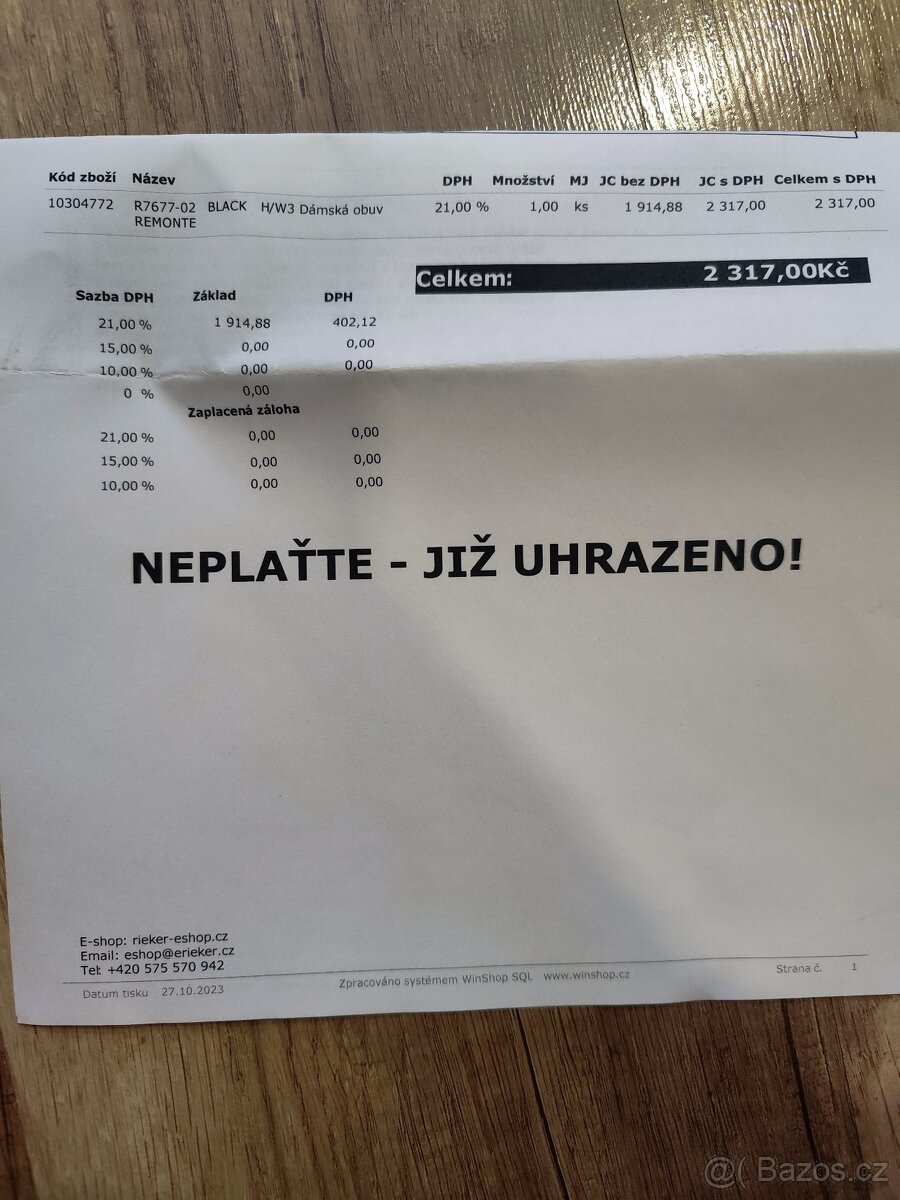 Kód zboží Název DPH Množství MJ JC bez DPH JC s DPH Celkem s DPH
10304772 R7677-02 BLACK H/W3 Dámská obuv 21,00 % 1,00 ks 1 914,88 2 317,00 2 317,00
REMONTE
Celkem: 2 317,00Kč
Sazba DPH Základ DPH
21,00 % 1 914,88 402,12
15,00 % 0,00 0,00
10,00 % 0,00 0,00
0 % 0,00
Zaplacená záloha
21,00 % 0,00 0,00
15,00 % 0,00 0,00
10,00 % 0,00 0,00
NEPLAŤTE - JIŽ UHRAZENO!
E-shop: rieker-eshop.cz
Email: eshop@erieker.cz
Tel: +420 575 570 942
Datum tisku 27.10.2023 Zpracováno systémem WinShop SQL www.winshop.cz Strana č. 1
@( Bazos.cz